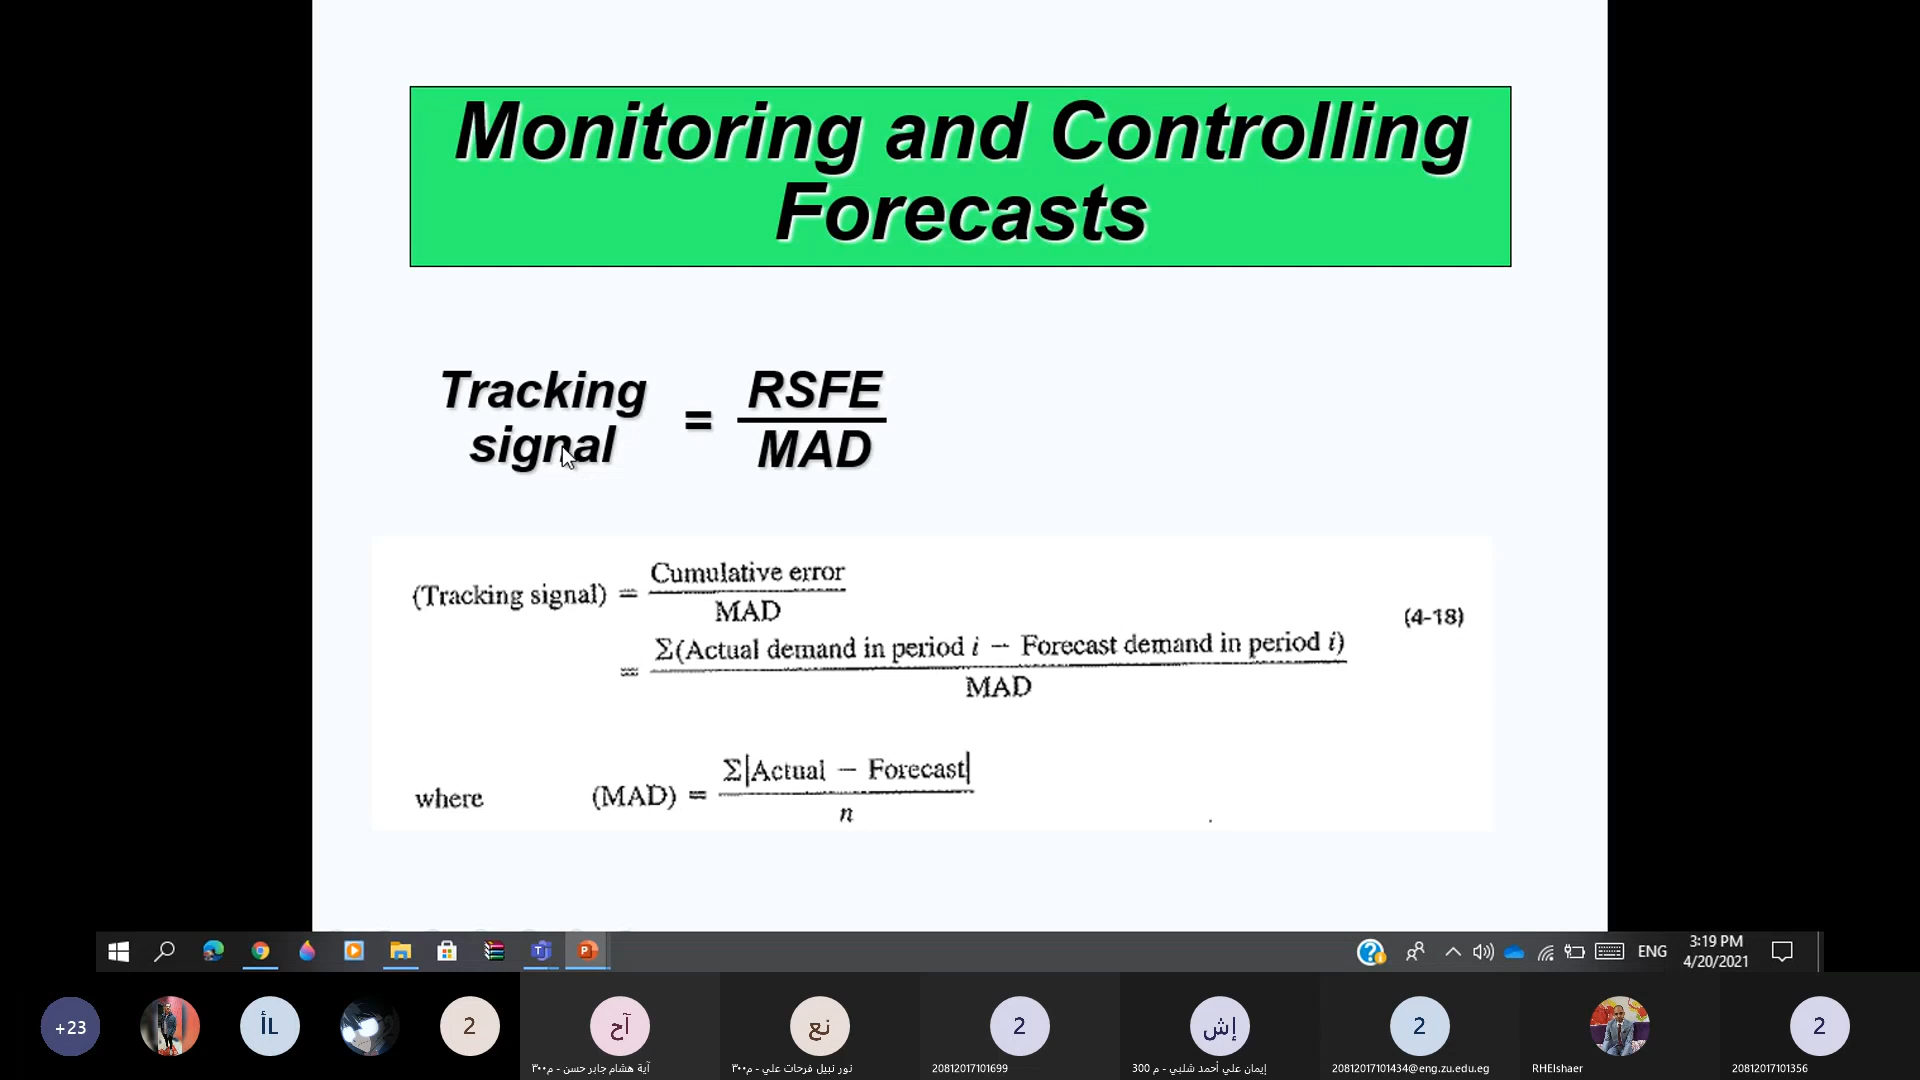 Monitoring and Controlling
Forecasts
Tracking
signal
=
RSFE
MAD
(Tracking signal) = Cumulative error
MAD
(4-18)
= Σ(Actual demand in period i − Forecast demand in period i)
MAD
where (MAD) = Σ|Actual − Forecast|
n
ENG
3:19 PM
4/20/2021
+23
أL
2
آح
نع
2
إش
2
2
آية هشام جابر حسن - م٣٠٠
نور نبيل فرحات علي - م٣٠٠
20812017101699
إيمان علي أحمد شلبي - م 300
20812017101434@eng.zu.edu.eg
RHElshaer
20812017101356